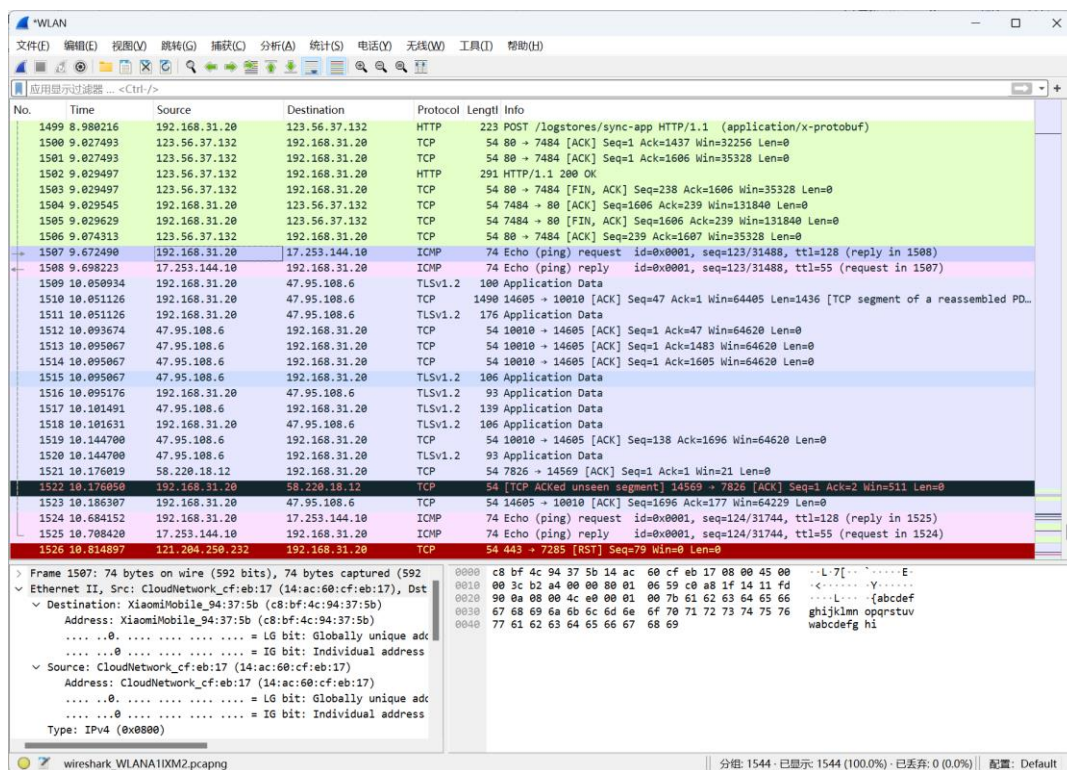 *WLAN
文件(F) 编辑(E) 视图(V) 跳转(G) 捕获(C) 分析(A) 统计(S) 电话(Y) 无线(W) 工具(T) 帮助(H)
应用显示过滤器 … <Ctrl-/>
No. Time Source Destination Protocol Lengtl Info
1499 8.980216 192.168.31.20 123.56.37.132 HTTP 223 POST /logstores/sync-app HTTP/1.1 (application/x-protobuf)
1500 9.027493 123.56.37.132 192.168.31.20 TCP 54 80 → 7484 [ACK] Seq=1 Ack=1437 Win=32256 Len=0
1501 9.027493 123.56.37.132 192.168.31.20 TCP 54 80 → 7484 [ACK] Seq=1 Ack=1606 Win=35328 Len=0
1502 9.029497 123.56.37.132 192.168.31.20 HTTP 291 HTTP/1.1 200 OK
1503 9.029497 123.56.37.132 192.168.31.20 TCP 54 80 → 7484 [FIN, ACK] Seq=238 Ack=1606 Win=35328 Len=0
1504 9.029545 192.168.31.20 123.56.37.132 TCP 54 7484 → 80 [ACK] Seq=1606 Ack=239 Win=131840 Len=0
1505 9.029629 192.168.31.20 123.56.37.132 TCP 54 7484 → 80 [FIN, ACK] Seq=1606 Ack=239 Win=131840 Len=0
1506 9.074313 123.56.37.132 192.168.31.20 TCP 54 80 → 7484 [ACK] Seq=239 Ack=1607 Win=35328 Len=0
1507 9.672490 192.168.31.20 17.253.144.10 ICMP 74 Echo (ping) request id=0x0001, seq=123/31488, ttl=128 (reply in 1508)
1508 9.698223 17.253.144.10 192.168.31.20 ICMP 74 Echo (ping) reply id=0x0001, seq=123/31488, ttl=55 (request in 1507)
1509 10.050934 192.168.31.20 47.95.108.6 TLSv1.2 100 Application Data
1510 10.051126 192.168.31.20 47.95.108.6 TCP 1490 14605 → 10010 [ACK] Seq=47 Ack=1 Win=64405 Len=1436 [TCP segment of a reassembled PD…
1511 10.051126 192.168.31.20 47.95.108.6 TLSv1.2 176 Application Data
1512 10.093674 47.95.108.6 192.168.31.20 TCP 54 10010 → 14605 [ACK] Seq=1 Ack=47 Win=64620 Len=0
1513 10.095067 47.95.108.6 192.168.31.20 TCP 54 10010 → 14605 [ACK] Seq=1 Ack=1483 Win=64620 Len=0
1514 10.095067 47.95.108.6 192.168.31.20 TCP 54 10010 → 14605 [ACK] Seq=1 Ack=1605 Win=64620 Len=0
1515 10.095067 47.95.108.6 192.168.31.20 TLSv1.2 106 Application Data
1516 10.095176 192.168.31.20 47.95.108.6 TLSv1.2 93 Application Data
1517 10.101491 47.95.108.6 192.168.31.20 TLSv1.2 139 Application Data
1518 10.101631 192.168.31.20 47.95.108.6 TLSv1.2 106 Application Data
1519 10.144700 47.95.108.6 192.168.31.20 TCP 54 10010 → 14605 [ACK] Seq=138 Ack=1696 Win=64620 Len=0
1520 10.144700 47.95.108.6 192.168.31.20 TLSv1.2 93 Application Data
1521 10.176019 58.220.18.12 192.168.31.20 TCP 54 7826 → 14569 [ACK] Seq=1 Ack=1 Win=21 Len=0
1522 10.176050 192.168.31.20 58.220.18.12 TCP 54 [TCP ACKed unseen segment] 14569 → 7826 [ACK] Seq=1 Ack=2 Win=511 Len=0
1523 10.186307 192.168.31.20 47.95.108.6 TCP 54 14605 → 10010 [ACK] Seq=1696 Ack=177 Win=64229 Len=0
1524 10.684152 192.168.31.20 17.253.144.10 ICMP 74 Echo (ping) request id=0x0001, seq=124/31744, ttl=128 (reply in 1525)
1525 10.708420 17.253.144.10 192.168.31.20 ICMP 74 Echo (ping) reply id=0x0001, seq=124/31744, ttl=55 (request in 1524)
1526 10.814897 121.204.250.232 192.168.31.20 TCP 54 443 → 7285 [RST] Seq=79 Win=0 Len=0
Frame 1507: 74 bytes on wire (592 bits), 74 bytes captured (592
Ethernet II, Src: CloudNetwork_cf:eb:17 (14:ac:60:cf:eb:17), Dst
Destination: XiaomiMobile_94:37:5b (c8:bf:4c:94:37:5b)
Address: XiaomiMobile_94:37:5b (c8:bf:4c:94:37:5b)
.... ..0. .... .... .... .... = LG bit: Globally unique add
.... ...0 .... .... .... .... = IG bit: Individual address
Source: CloudNetwork_cf:eb:17 (14:ac:60:cf:eb:17)
Address: CloudNetwork_cf:eb:17 (14:ac:60:cf:eb:17)
.... ..0. .... .... .... .... = LG bit: Globally unique add
.... ...0 .... .... .... .... = IG bit: Individual address
Type: IPv4 (0x0800)
0000 c8 bf 4c 94 37 5b 14 ac 60 cf eb 17 08 00 45 00 ··L·7[·· `·····E·
0010 00 3c b2 a4 00 00 80 01 06 59 c0 a8 1f 14 11 fd ·<······ ·Y······
0020 90 0a 08 00 4c e0 00 01 00 7b 61 62 63 64 65 66 ····L··· ·{abcdef
0030 67 68 69 6a 6b 6c 6d 6e 6f 70 71 72 73 74 75 76 ghijklmn opqrstuv
0040 77 61 62 63 64 65 66 67 68 69 wabcdefg hi
wireshark_WLANA1IXM2.pcapng 分组: 1544 · 已显示: 1544 (100.0%) · 已丢弃: 0 (0.0%) 配置: Default